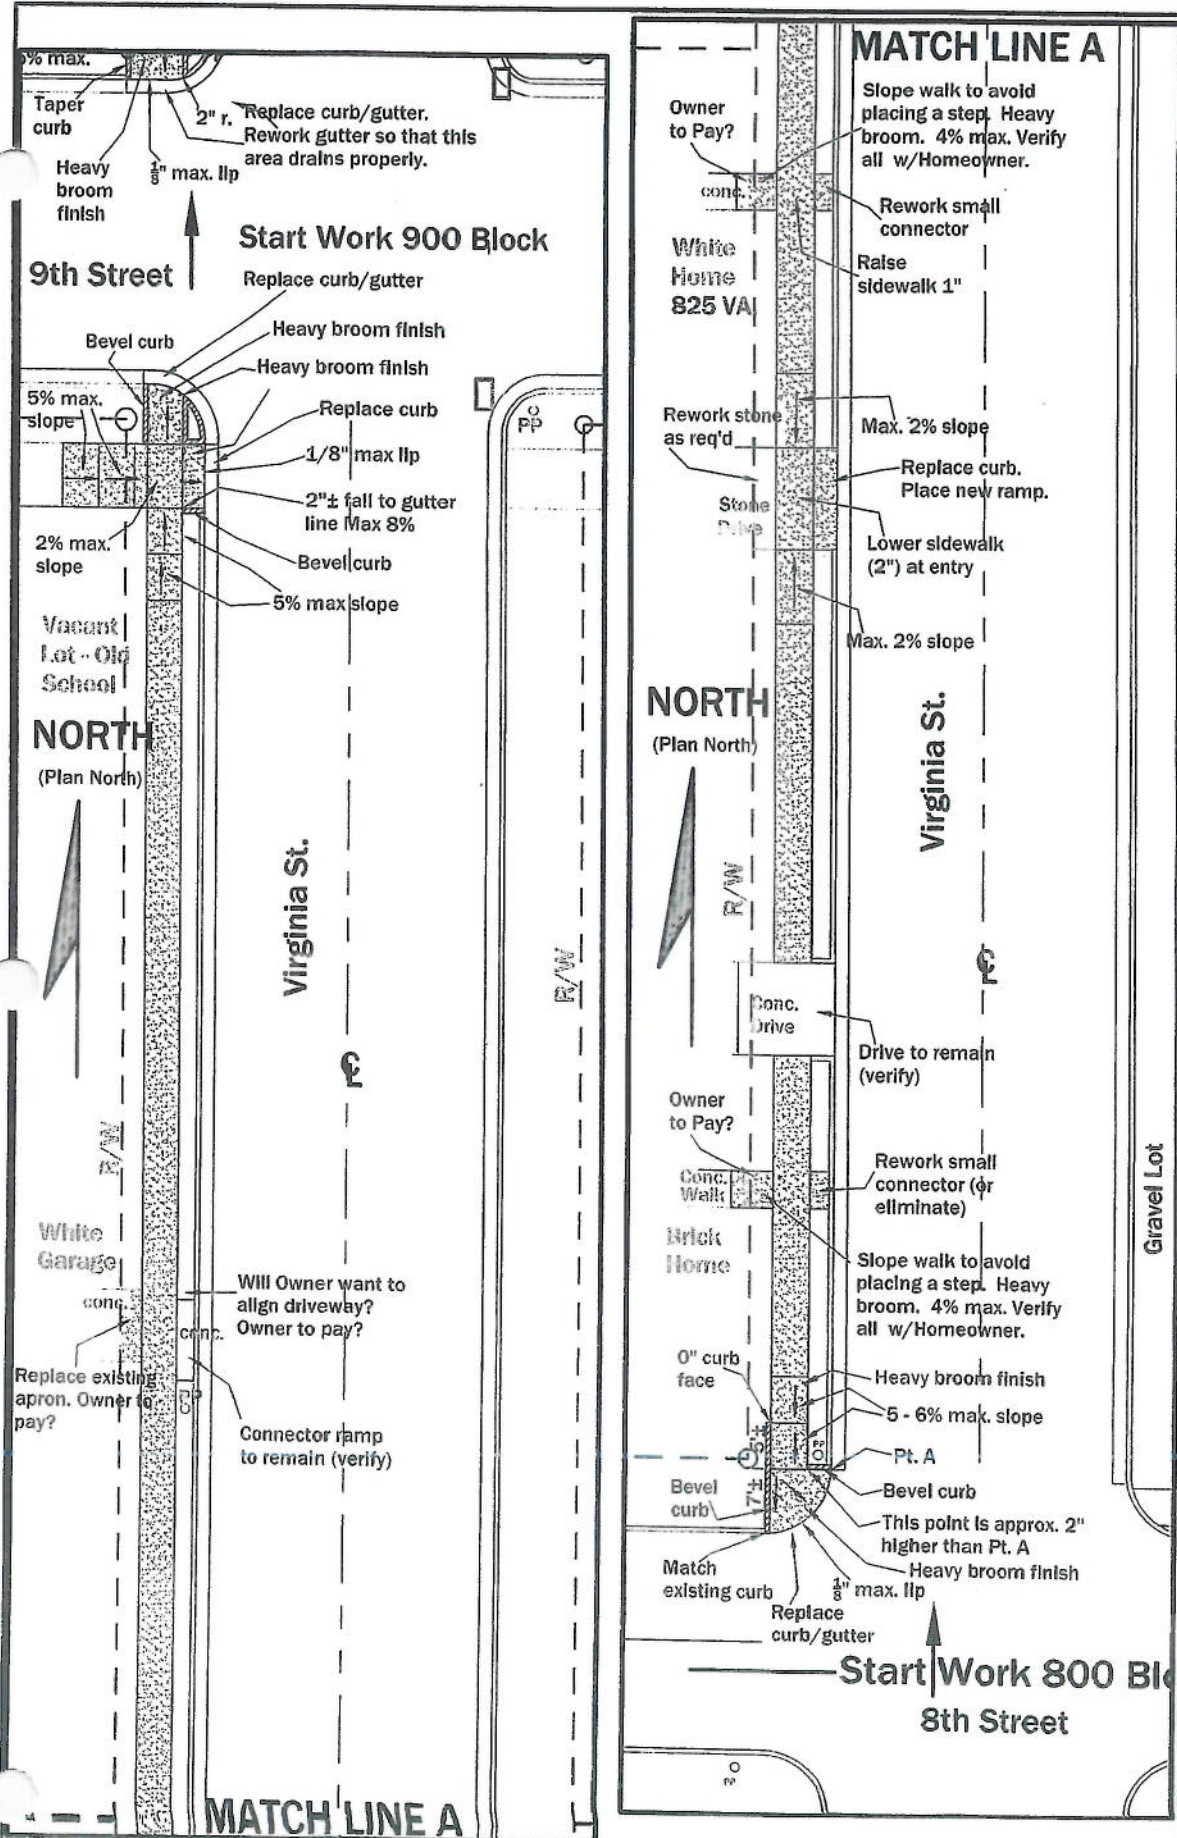 5% max.
Taper
curb
2" r.
Replace curb/gutter.
Rework gutter so that this
area drains properly.
Heavy
broom
finish
1/8" max. lip
Start Work 900 Block
9th Street
Replace curb/gutter
Heavy broom finish
Bevel curb
Heavy broom finish
5% max.
slope
Replace curb
1/8" max lip
2"± fall to gutter
line Max 8%
2% max.
slope
Bevel curb
5% max slope
PP
Vacant
Lot - Old
School
NORTH
(Plan North)
Virginia St.
R/W
R/W
CL
White
Garage
conc.
conc.
Will Owner want to
align driveway?
Owner to pay?
Replace existing
apron. Owner to
pay?
PP
Connector ramp
to remain (verify)
MATCH LINE A
MATCH LINE A
Owner
to Pay?
Slope walk to avoid
placing a step. Heavy
broom. 4% max. Verify
all w/Homeowner.
conc.
Rework small
connector
White
Home
825 VA
Raise
sidewalk 1"
Rework stone
as req'd
Max. 2% slope
Replace curb.
Place new ramp.
Stone
Drive
Lower sidewalk
(2") at entry
Max. 2% slope
NORTH
(Plan North)
Virginia St.
R/W
CL
Conc.
Drive
Drive to remain
(verify)
Owner
to Pay?
Conc.
Walk
Rework small
connector (or
eliminate)
Gravel Lot
Brick
Home
Slope walk to avoid
placing a step. Heavy
broom. 4% max. Verify
all w/Homeowner.
0" curb
face
Heavy broom finish
5 - 6% max. slope
5'±
PP
Pt. A
7'±
Bevel
curb
Bevel curb
This point is approx. 2"
higher than Pt. A
Match
existing curb
Heavy broom finish
1/8" max. lip
Replace
curb/gutter
Start Work 800 Blo
8th Street
PP